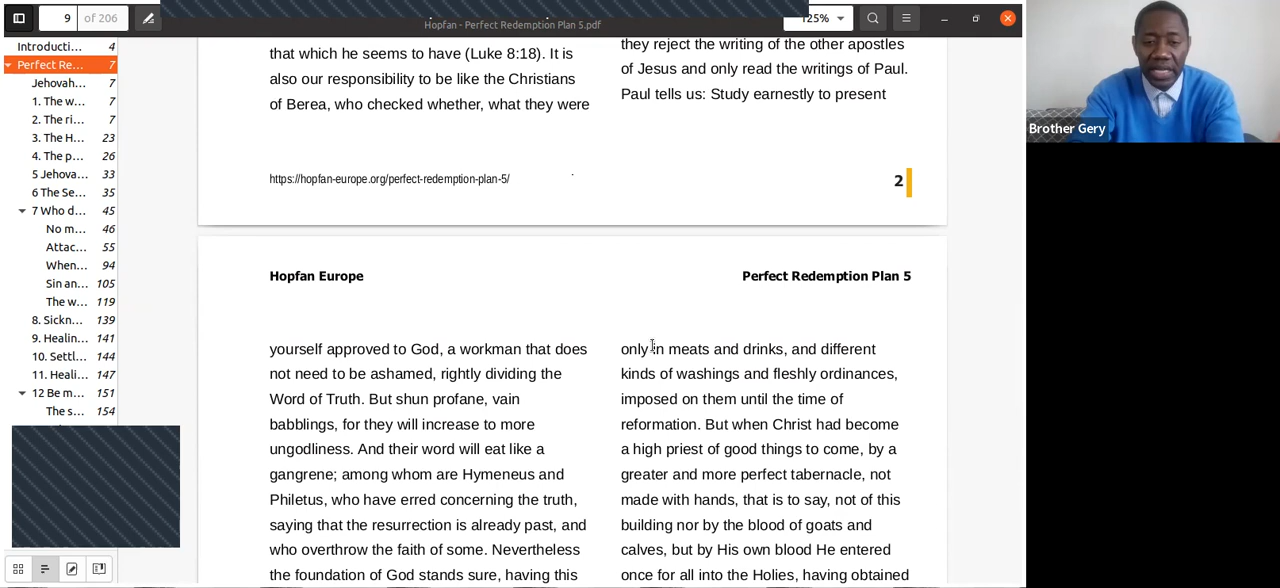 9
of 206
Hopfan - Perfect Redemption Plan 5.pdf
125%
Introducti... 4
Perfect Re... 7
Jehovah... 7
1. The w... 7
2. The ri... 7
3. The H... 23
4. The p... 26
5 Jehova... 33
6 The Se... 35
7 Who d... 45
No m... 46
Attac... 55
When... 94
Sin an... 105
The w... 119
8. Sickn... 139
9. Healin... 141
10. Settl... 144
11. Heali... 147
12 Be m... 151
The s... 154
that which he seems to have (Luke 8:18). It is
also our responsibility to be like the Christians
of Berea, who checked whether, what they were
they reject the writing of the other apostles
of Jesus and only read the writings of Paul.
Paul tells us: Study earnestly to present
https://hopfan-europe.org/perfect-redemption-plan-5/
2
Hopfan Europe
Perfect Redemption Plan 5
yourself approved to God, a workman that does
not need to be ashamed, rightly dividing the
Word of Truth. But shun profane, vain
babblings, for they will increase to more
ungodliness. And their word will eat like a
gangrene; among whom are Hymeneus and
Philetus, who have erred concerning the truth,
saying that the resurrection is already past, and
who overthrow the faith of some. Nevertheless
the foundation of God stands sure, having this
only in meats and drinks, and different
kinds of washings and fleshly ordinances,
imposed on them until the time of
reformation. But when Christ had become
a high priest of good things to come, by a
greater and more perfect tabernacle, not
made with hands, that is to say, not of this
building nor by the blood of goats and
calves, but by His own blood He entered
once for all into the Holies, having obtained
Brother Gery